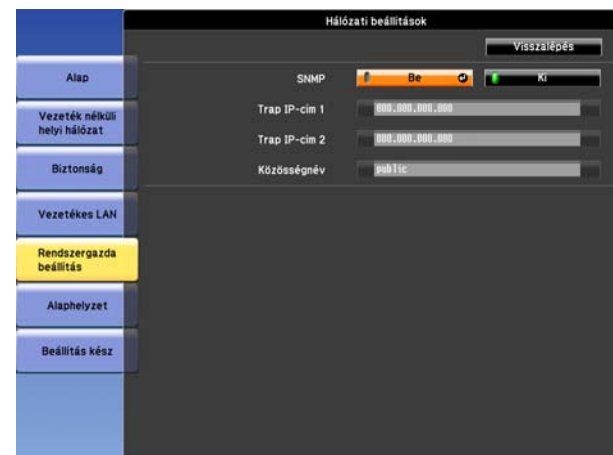 Hálózati beállítások
Visszalépés
Alap
Vezeték nélküli
helyi hálózat
Biztonság
Vezetékes LAN
Rendszergazda
beállítás
Alaphelyzet
Beállítás kész
SNMP Be Ki
Trap IP-cím 1 000.000.000.000
Trap IP-cím 2 000.000.000.000
Közösségnév public